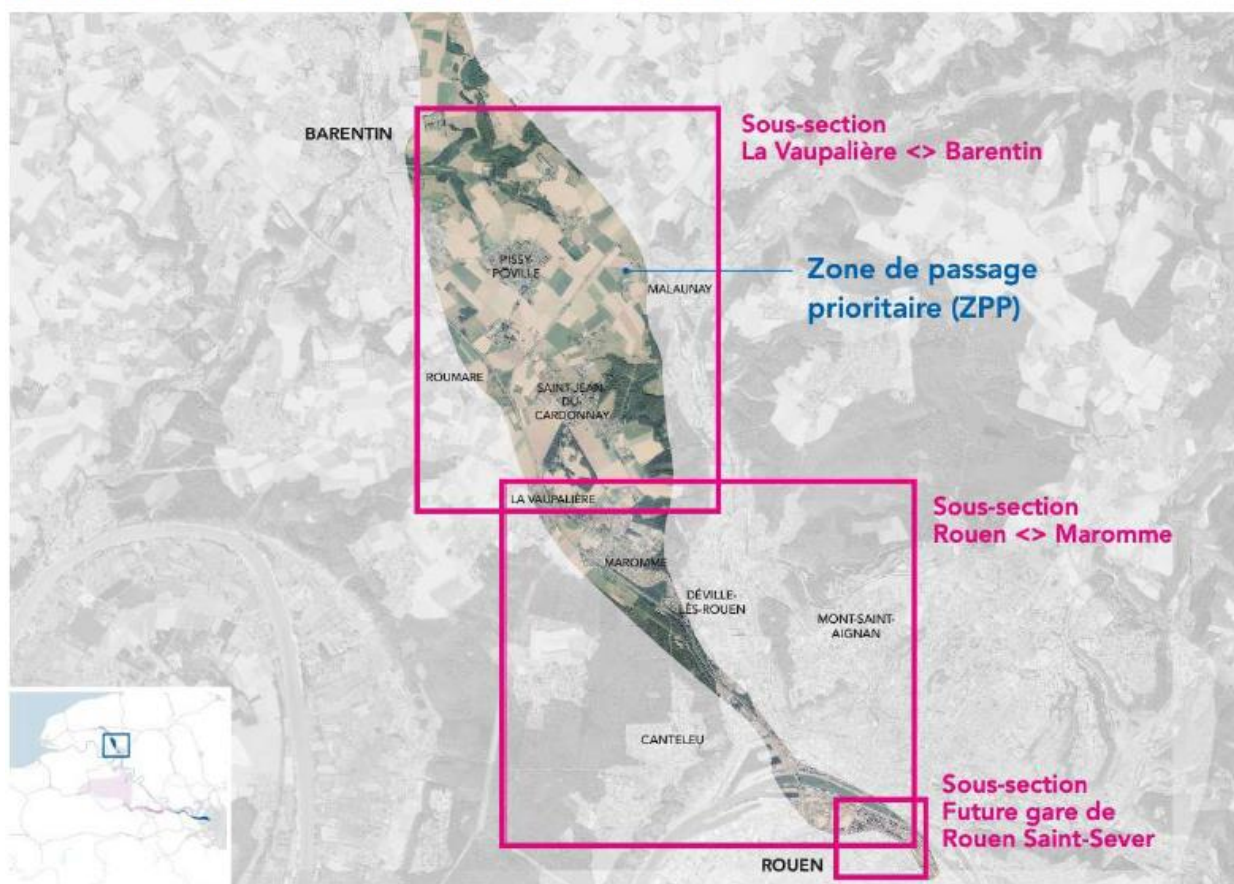 BARENTIN
Sous-section
La Vaupalière <> Barentin
PISSY-
POVILLE
Zone de passage
prioritaire (ZPP)
MALAUNAY
ROUMARE
SAINT-JEAN-
DU-
CARDONNAY
LA VAUPALIÈRE
Sous-section
Rouen <> Maromme
MAROMME
DÉVILLE-
LÈS-ROUEN
MONT-SAINT-
AIGNAN
CANTELEU
Sous-section
Future gare de
Rouen Saint-Sever
ROUEN